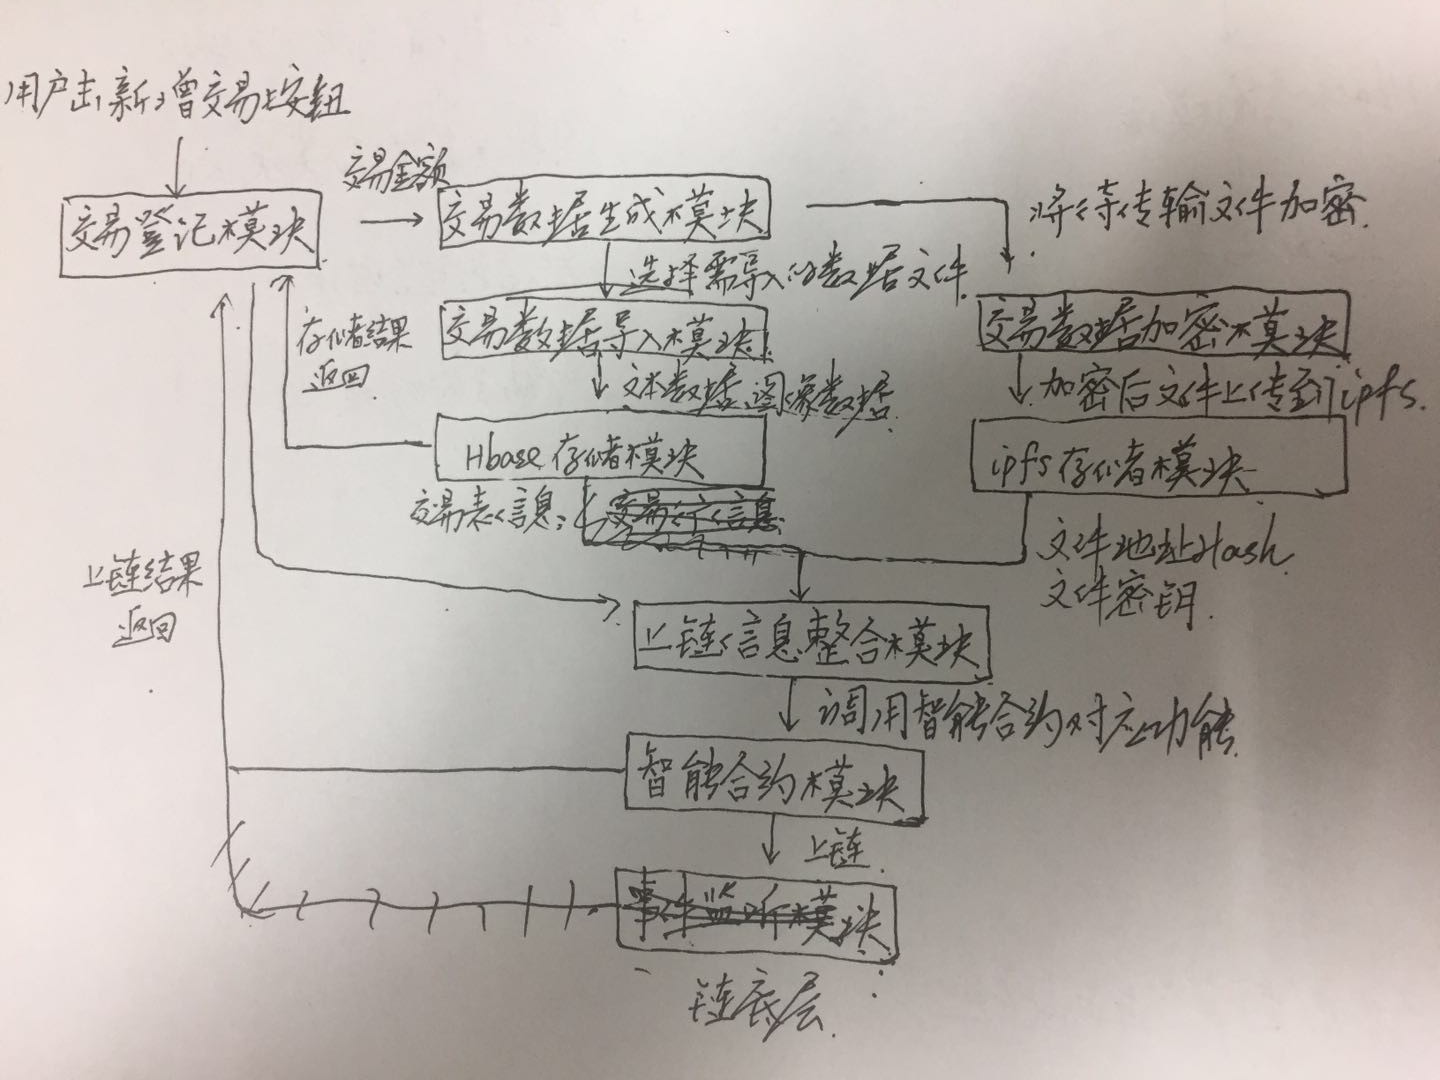 用户击新增交易按钮
交易金额
交易登记模块
交易数据生成模块
将待传输文件加密.
选择需导入的数据文件
存储结果
返回
交易数据导入模块
交易数据加密模块
文本数据、图像数据
加密后文件上传到ipfs.
Hbase存储模块
ipfs存储模块
交易表信息:
交易行信息
文件地址Hash
文件密钥
上链结果
返回
上链信息整合模块
调用智能合约对应功能
智能合约模块
上链
事件监听模块
链底层